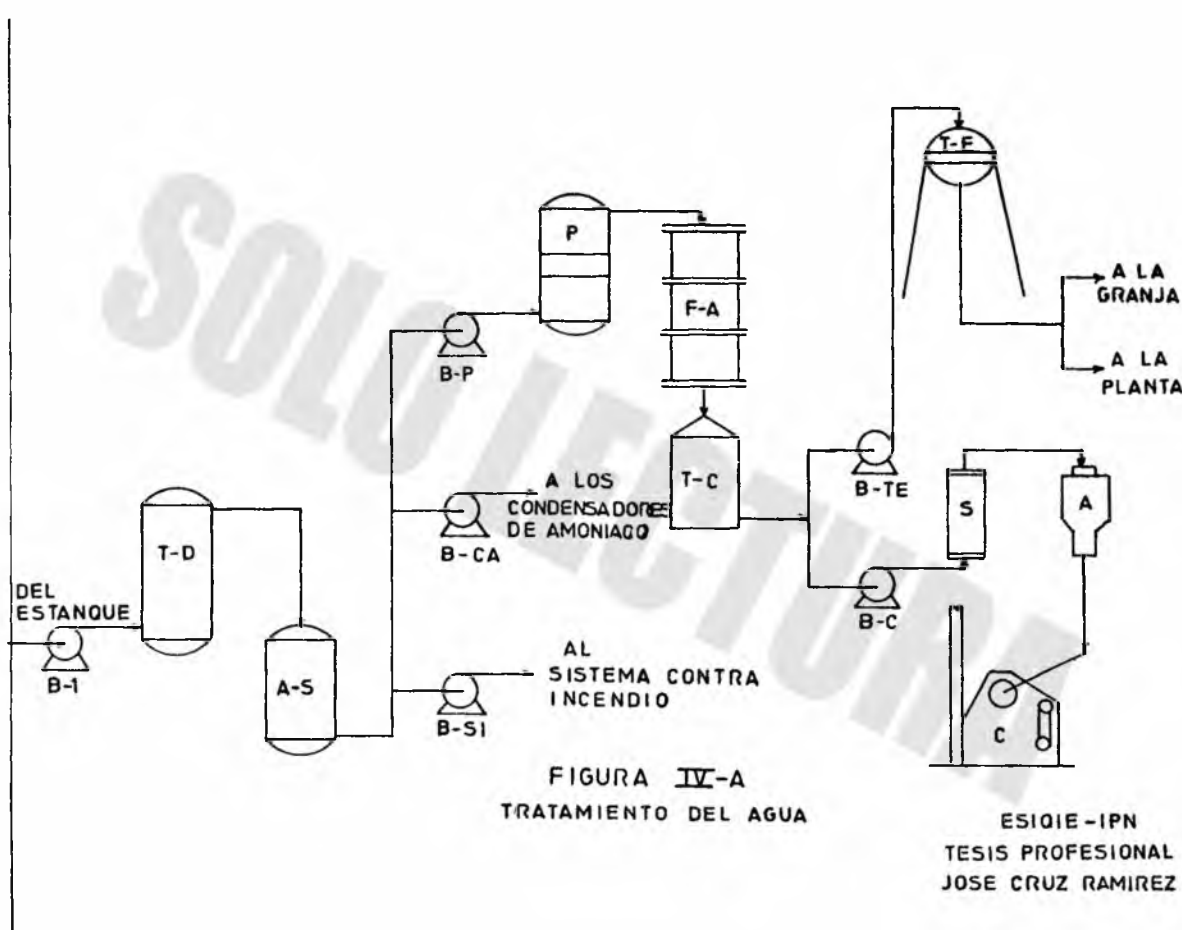 SOLO LECTURA
T-E
A LA
GRANJA
A LA
PLANTA
P
F-A
B-P
T-C
B-TE
S
A
B-C
C
A LOS
CONDENSADORES
DE AMONIACO
B-CA
T-D
DEL
ESTANQUE
B-1
A-S
AL
SISTEMA CONTRA
INCENDIO
B-SI
FIGURA IV-A
TRATAMIENTO DEL AGUA
ESIQIE-IPN
TESIS PROFESIONAL
JOSE CRUZ RAMIREZ